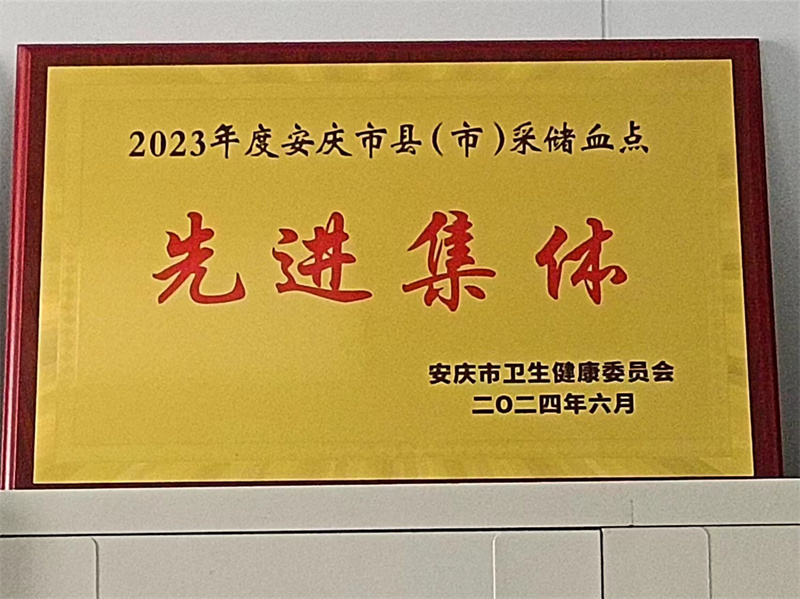 2023年度安庆市县(市)采储血点
先进集体
安庆市卫生健康委员会
二〇二四年六月